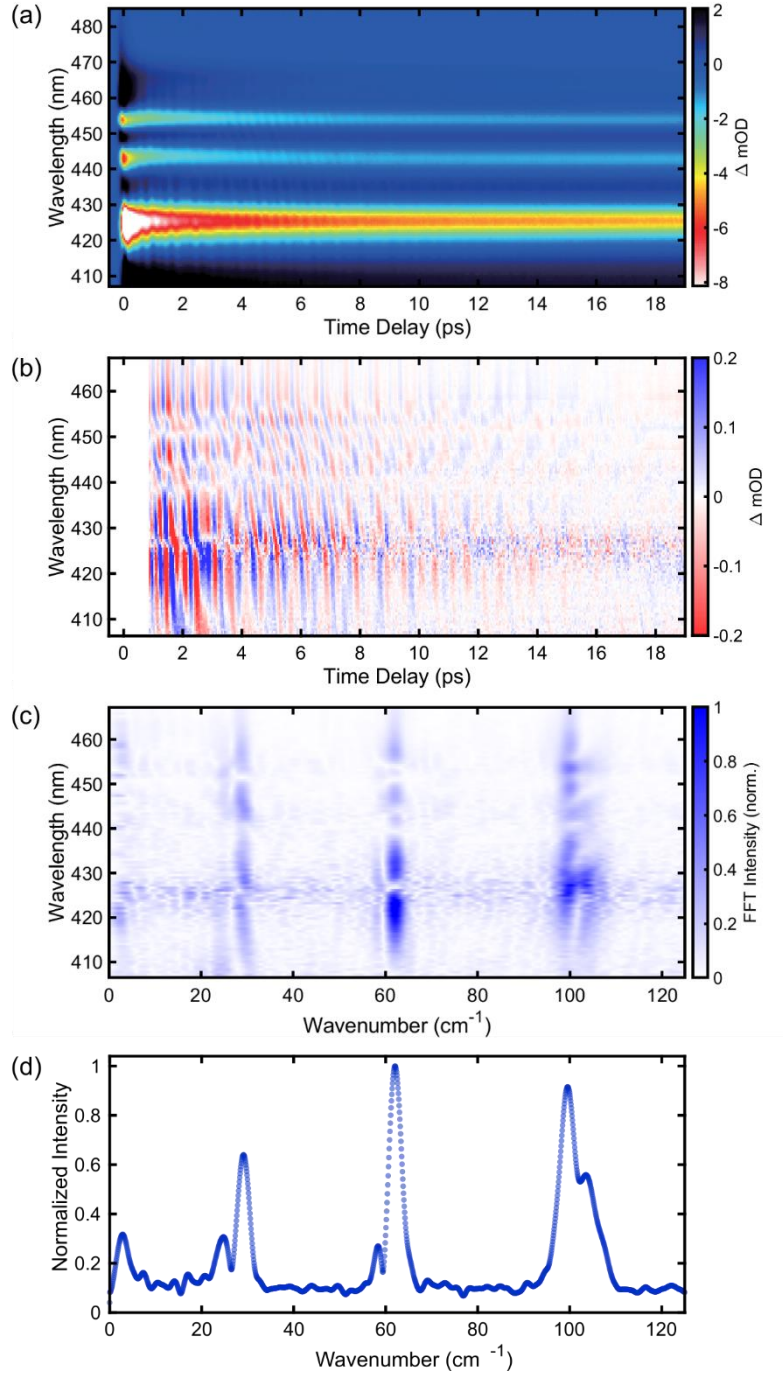 (a)
480
470
460
450
440
430
420
410
Wavelength (nm)
0 2 4 6 8 10 12 14 16 18
Time Delay (ps)
2
0
-2
-4
-6
-8
Δ mOD
(b)
460
450
440
430
420
410
Wavelength (nm)
0 2 4 6 8 10 12 14 16 18
Time Delay (ps)
0.2
0.1
0
-0.1
-0.2
Δ mOD
(c)
460
450
440
430
420
410
Wavelength (nm)
0 20 40 60 80 100 120
Wavenumber (cm⁻¹)
1
0.8
0.6
0.4
0.2
0
FFT Intensity (norm.)
(d)
1
0.8
0.6
0.4
0.2
0
Normalized Intensity
0 20 40 60 80 100 120
Wavenumber (cm ⁻¹)